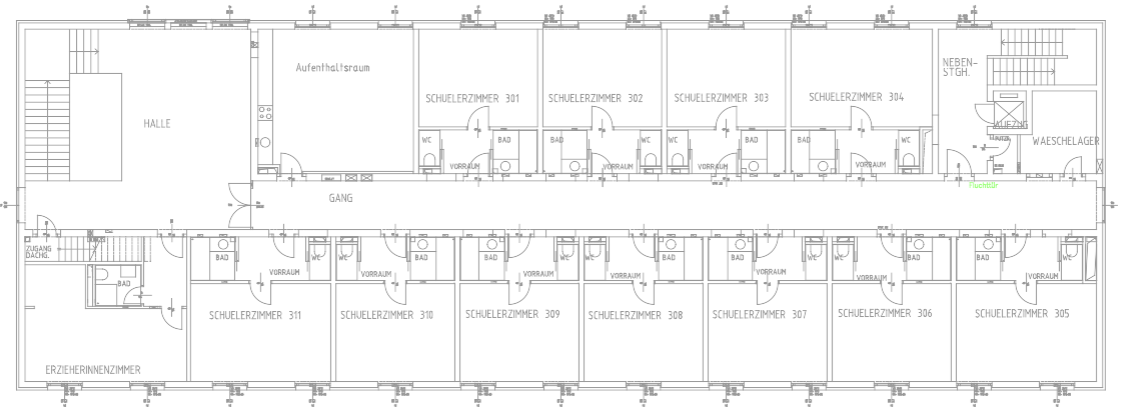 HALLE
Aufenthaltsraum
SCHUELERZIMMER 301
SCHUELERZIMMER 302
SCHUELERZIMMER 303
SCHUELERZIMMER 304
NEBEN-
STGH.
AUFZUG
WAESCHELAGER
WC
VORRAUM
BAD
BAD
VORRAUM
WC
WC
VORRAUM
BAD
BAD
VORRAUM
WC
Fluchttür
GANG
ZUGANG
DACHG.
BAD
ERZIEHERINNENZIMMER
BAD
VORRAUM
WC
WC
VORRAUM
BAD
BAD
VORRAUM
WC
WC
VORRAUM
BAD
BAD
VORRAUM
WC
WC
VORRAUM
BAD
BAD
VORRAUM
WC
SCHUELERZIMMER 311
SCHUELERZIMMER 310
SCHUELERZIMMER 309
SCHUELERZIMMER 308
SCHUELERZIMMER 307
SCHUELERZIMMER 306
SCHUELERZIMMER 305